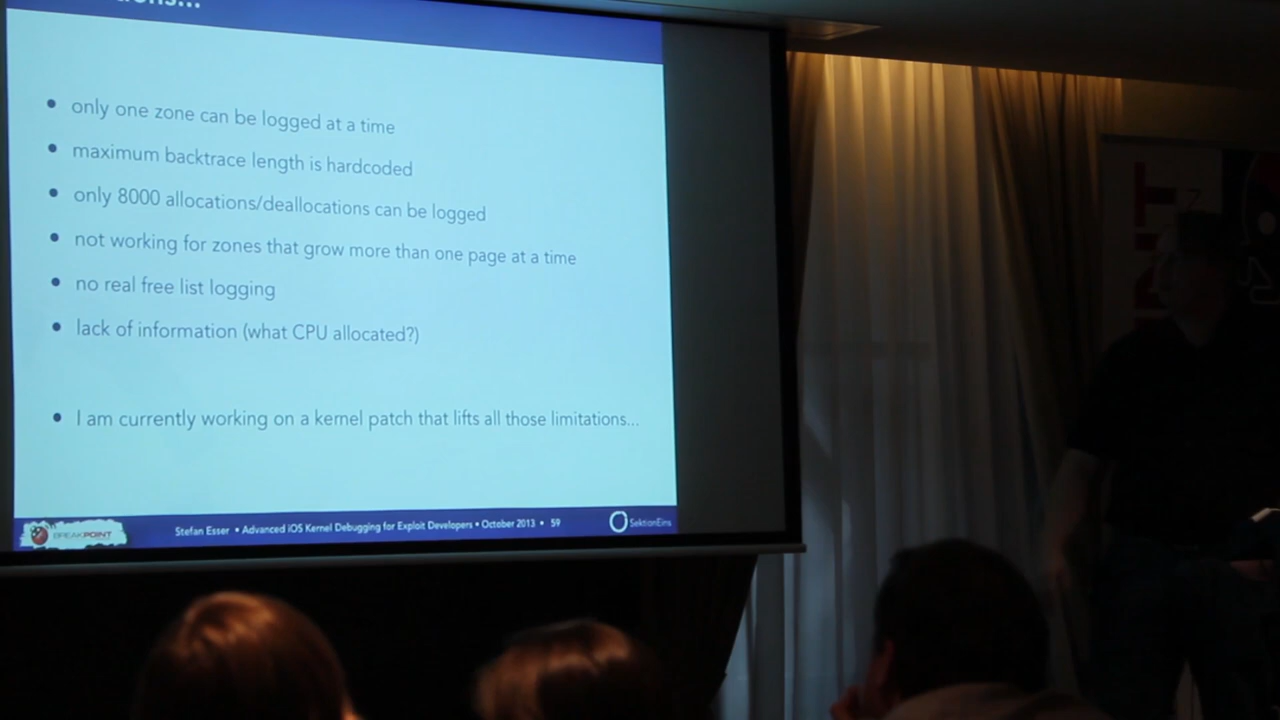 • only one zone can be logged at a time
• maximum backtrace length is hardcoded
• only 8000 allocations/deallocations can be logged
• not working for zones that grow more than one page at a time
• no real free list logging
• lack of information (what CPU allocated?)
• I am currently working on a kernel patch that lifts all those limitations...
BREAKPOINT
Stefan Esser • Advanced iOS Kernel Debugging for Exploit Developers • October 2013 • 59
SektionEins